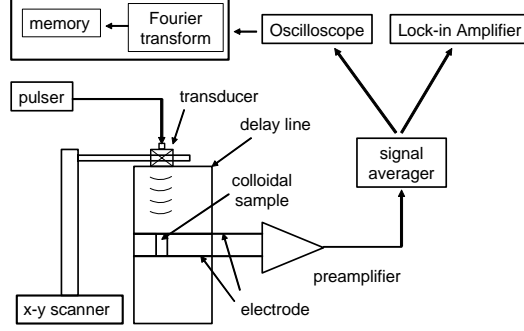 memory
Fourier
transform
Oscilloscope
Lock-in Amplifier
pulser
transducer
delay line
colloidal
sample
signal
averager
preamplifier
electrode
x-y scanner